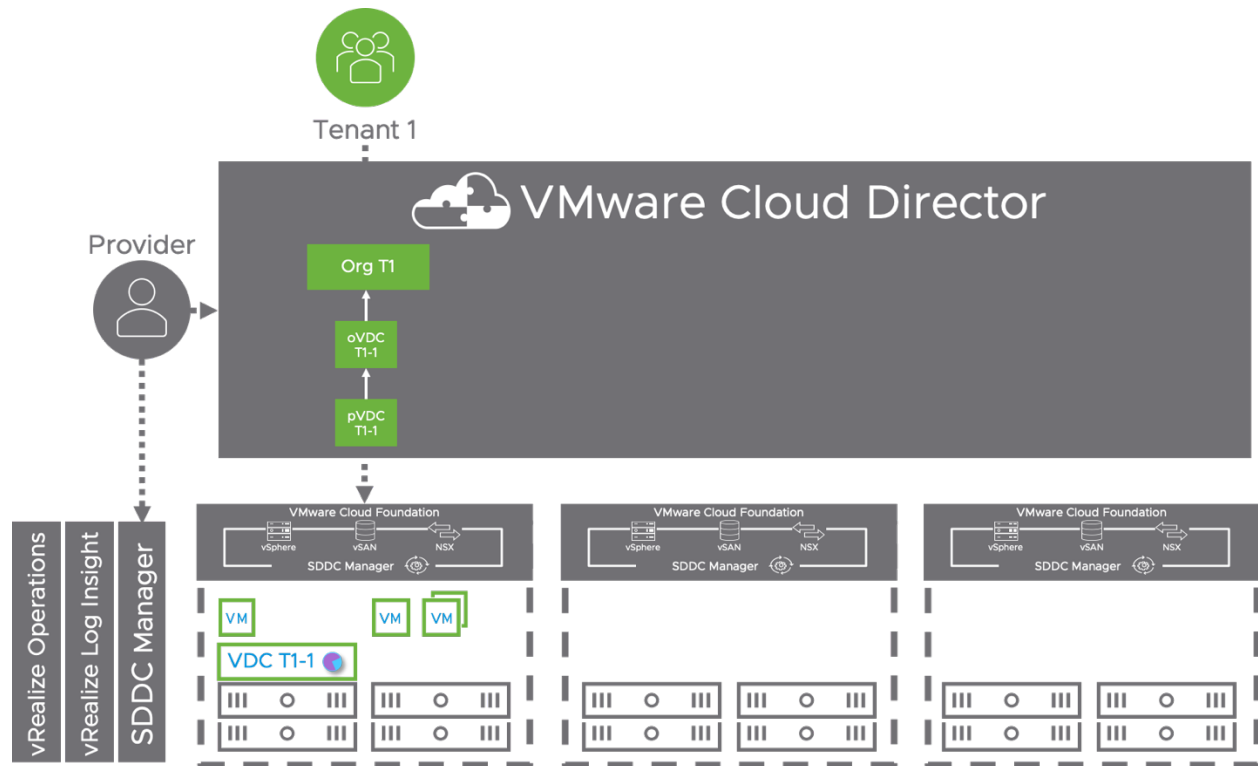 Tenant 1
VMware Cloud Director
Provider
Org T1
oVDC
T1-1
pVDC
T1-1
vRealize Operations
vRealize Log Insight
SDDC Manager
VMware Cloud Foundation
vSphere
vSAN
NSX
SDDC Manager
VM
VM
VM
VDC T1-1
VMware Cloud Foundation
vSphere
vSAN
NSX
SDDC Manager
VMware Cloud Foundation
vSphere
vSAN
NSX
SDDC Manager